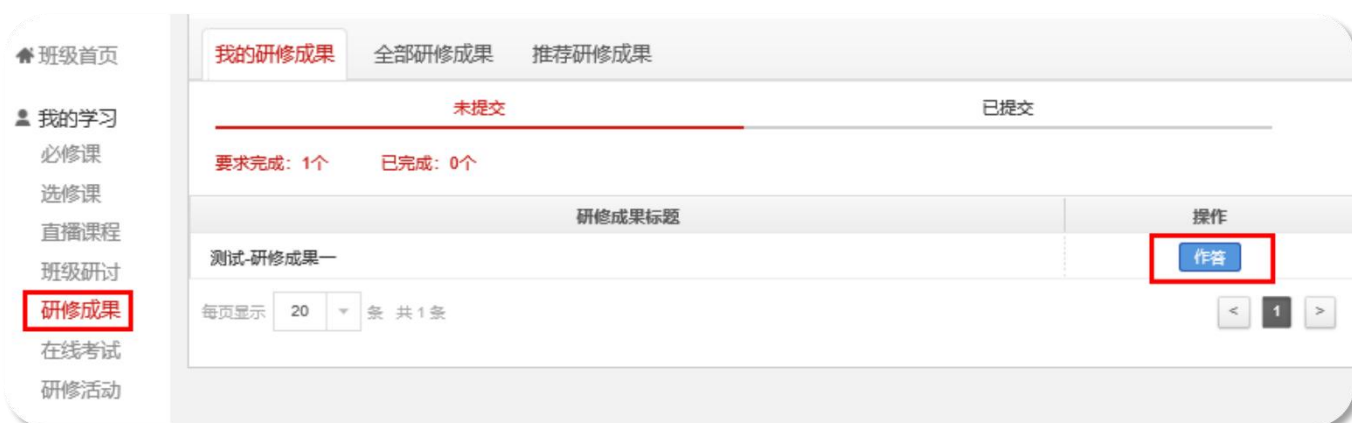 班级首页
我的学习
必修课
选修课
直播课程
班级研讨
研修成果
在线考试
研修活动
我的研修成果 全部研修成果 推荐研修成果
未提交 已提交
要求完成：1个 已完成：0个
研修成果标题 操作
测试-研修成果一 作答
每页显示 20 条 共 1 条 < 1 >